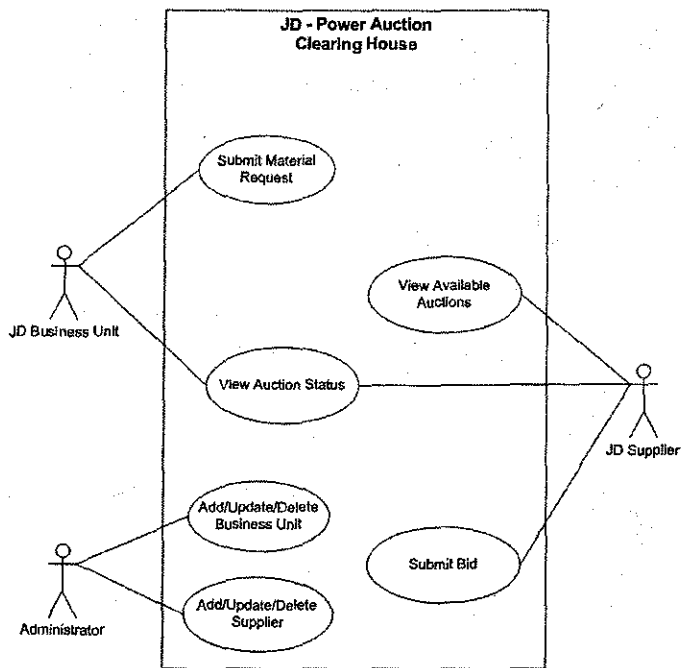 JD - Power Auction
Clearing House
Submit Material
Request
View Available
Auctions
JD Business Unit
View Auction Status
JD Supplier
Add/Update/Delete
Business Unit
Submit Bid
Add/Update/Delete
Supplier
Administrator